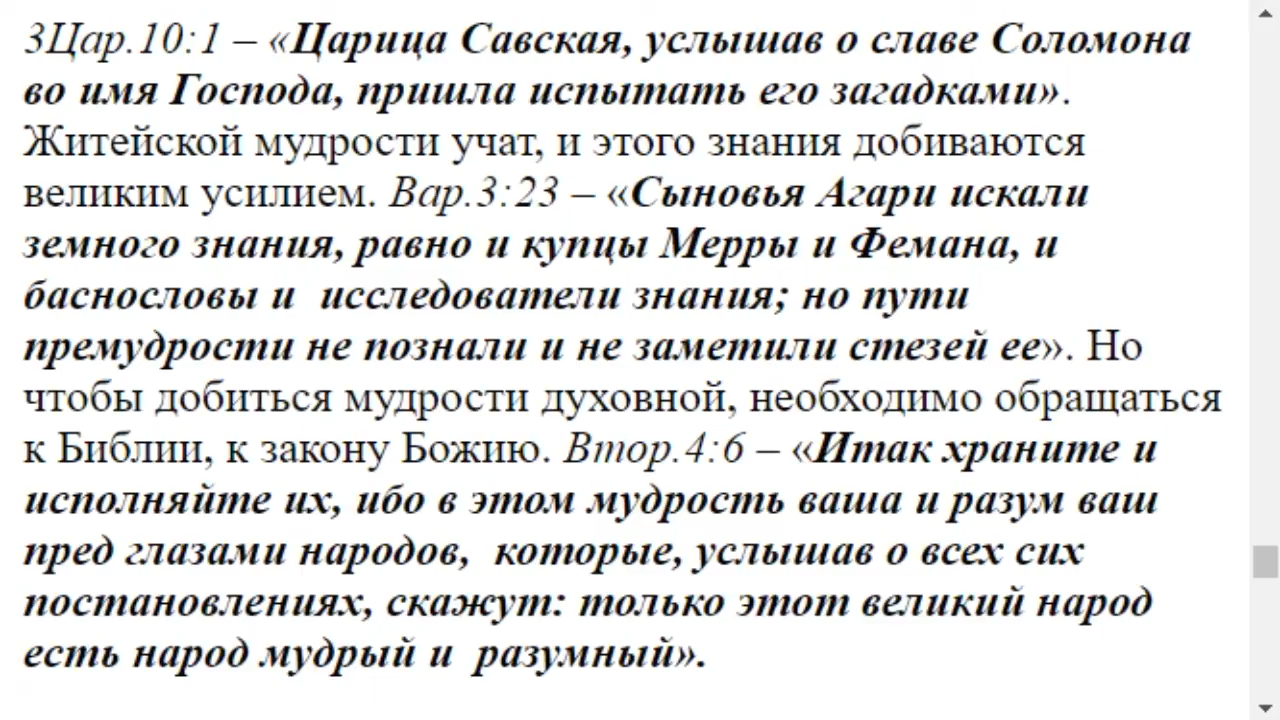 3Цар.10:1 – «Царица Савская, услышав о славе Соломона
во имя Господа, пришла испытать его загадками».
Житейской мудрости учат, и этого знания добиваются
великим усилием. Вар.3:23 – «Сыновья Агари искали
земного знания, равно и купцы Мерры и Фемана, и
баснословы и  исследователи знания; но пути
премудрости не познали и не заметили стезей ее». Но
чтобы добиться мудрости духовной, необходимо обращаться
к Библии, к закону Божию. Втор.4:6 – «Итак храните и
исполняйте их, ибо в этом мудрость ваша и разум ваш
пред глазами народов,  которые, услышав о всех сих
постановлениях, скажут: только этот великий народ
есть народ мудрый и  разумный».